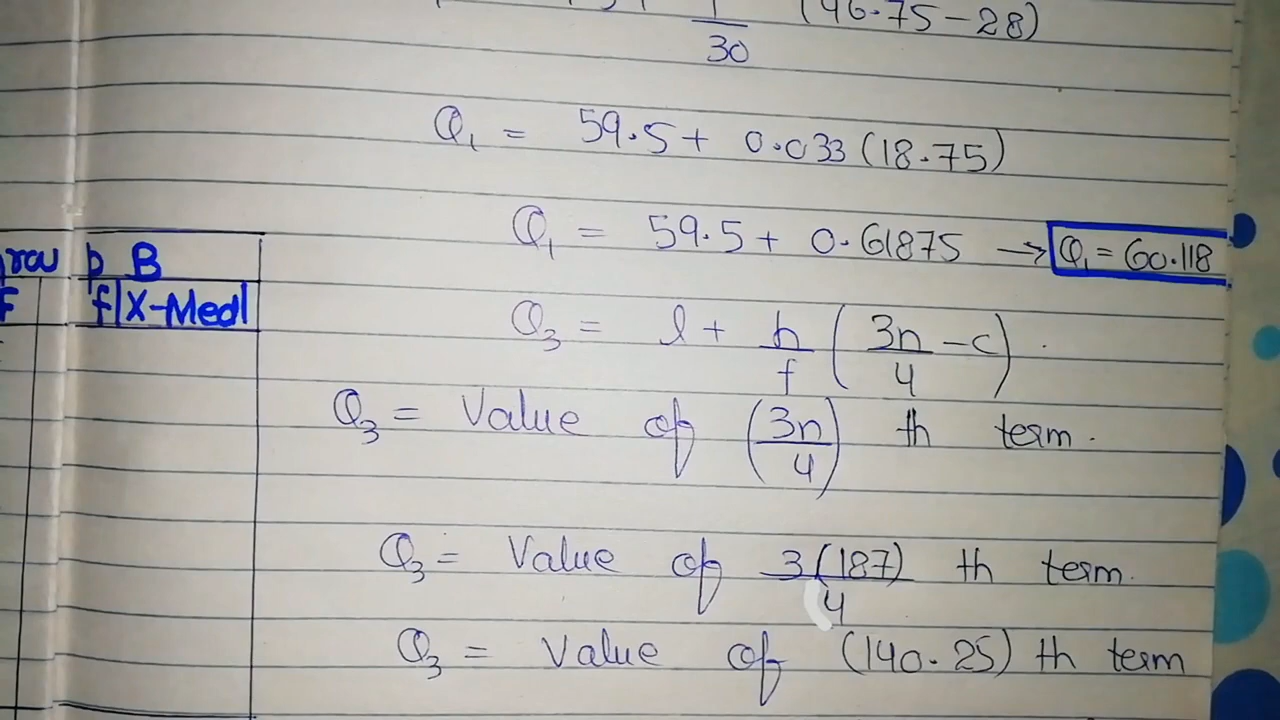 1/30 (46.75-28)
Q₁ = 59.5+ 0.033 (18.75)
Q₁ = 59.5+ 0.61875 → Q₁ = 60.118
p B
f|X-Med|
Q₃ = l + h/f (3n/4 - c) .
Q₃ = Value of (3n/4) th term.
Q₃ = Value of 3(187)/4 th term.
Q₃ = Value of (140.25) th term